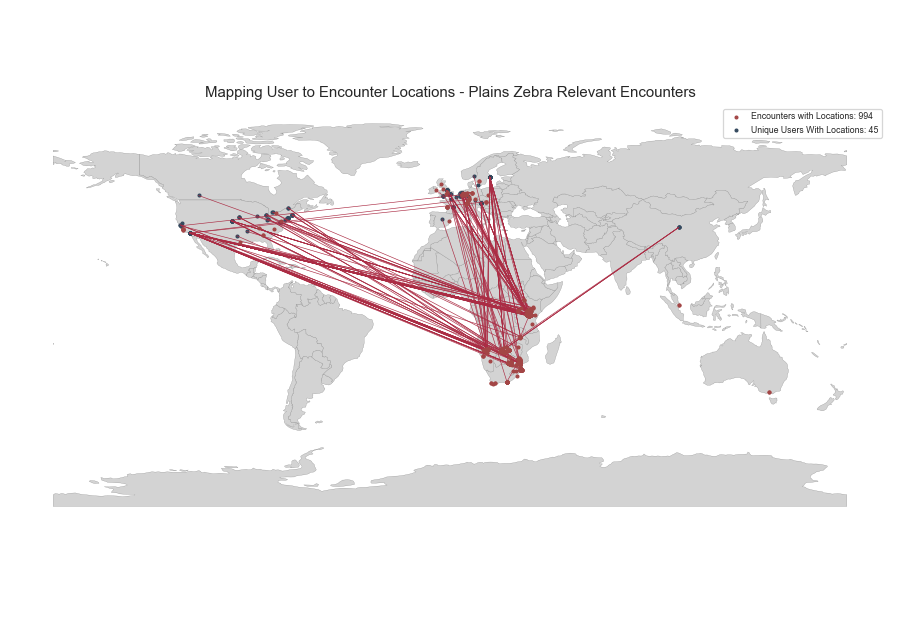 Mapping User to Encounter Locations - Plains Zebra Relevant Encounters
Encounters with Locations: 994
Unique Users With Locations: 45